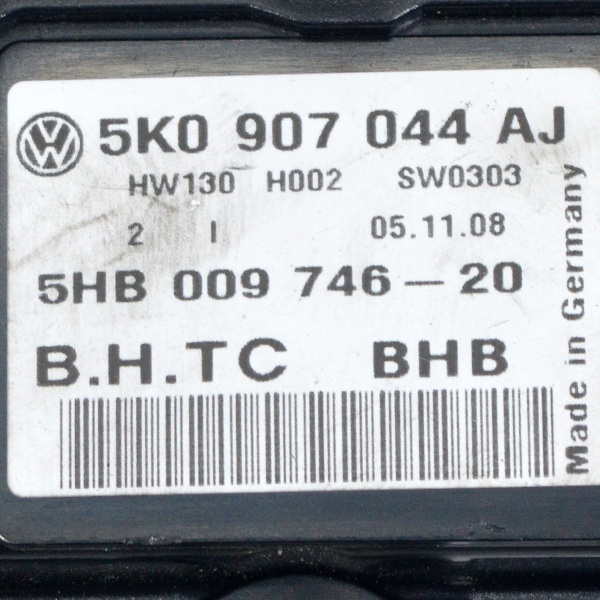 5K0 907 044 AJ
HW130 H002 SW0303
2 I 05.11.08
5HB 009 746-20
B.H.TC BHB
Made in Germany